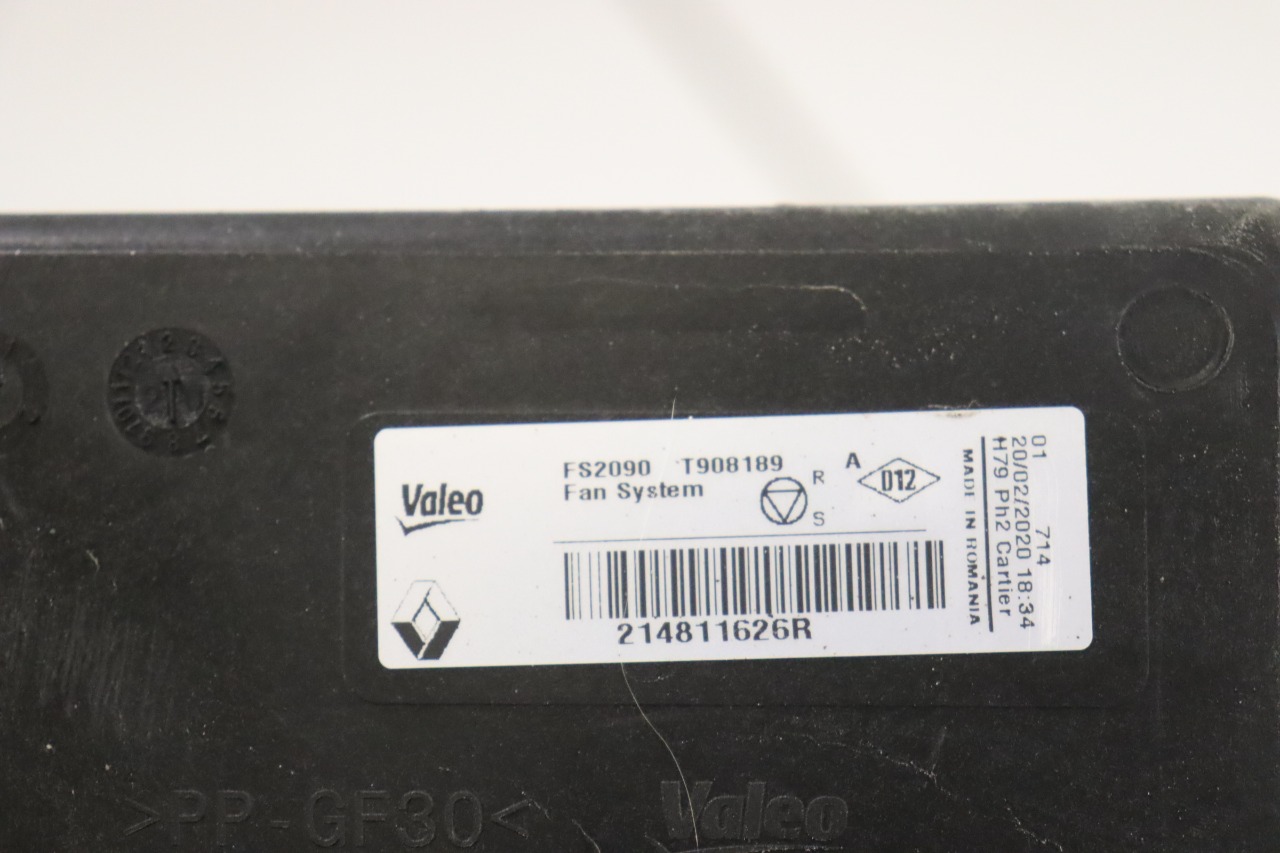 Valeo
FS2090 T908189
Fan System
R
S
A
D12
214811626R
MADE IN ROMANIA
01 714
20/02/2020 18:34
H79 Ph2 Cartier
>PP-GF30<
Valeo